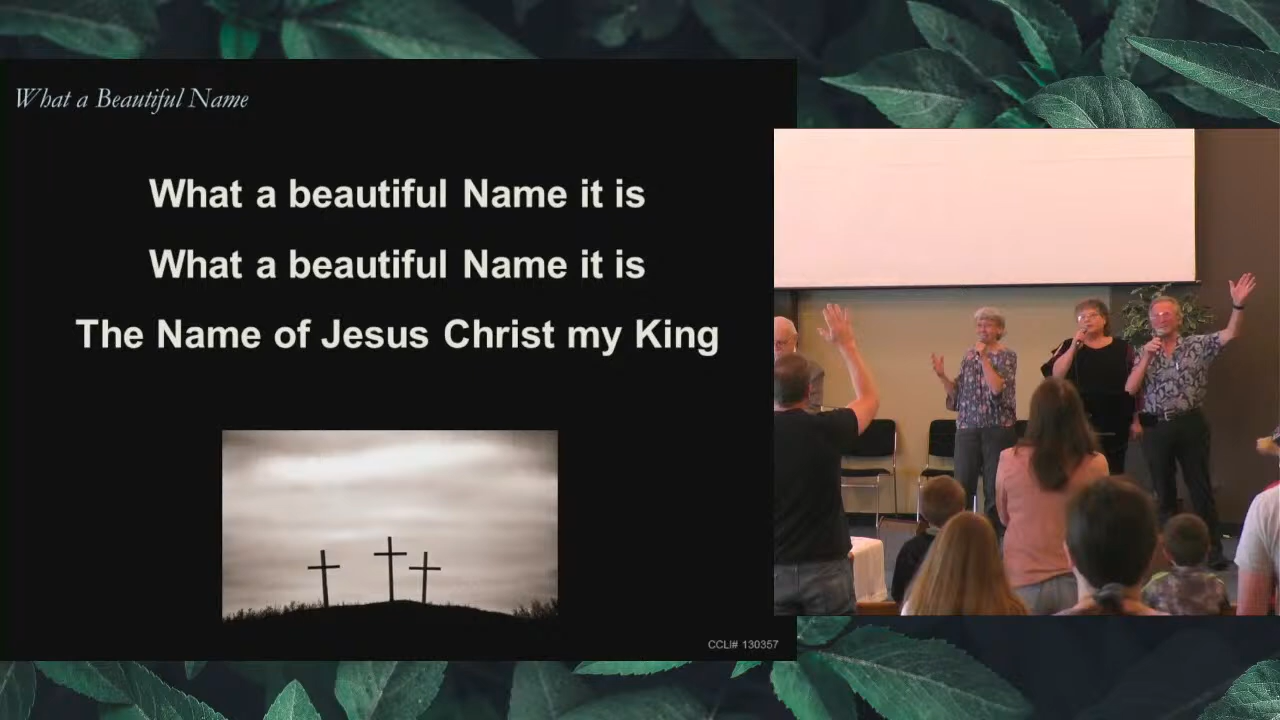 What a Beautiful Name
What a beautiful Name it is
What a beautiful Name it is
The Name of Jesus Christ my King
CCLI# 130357